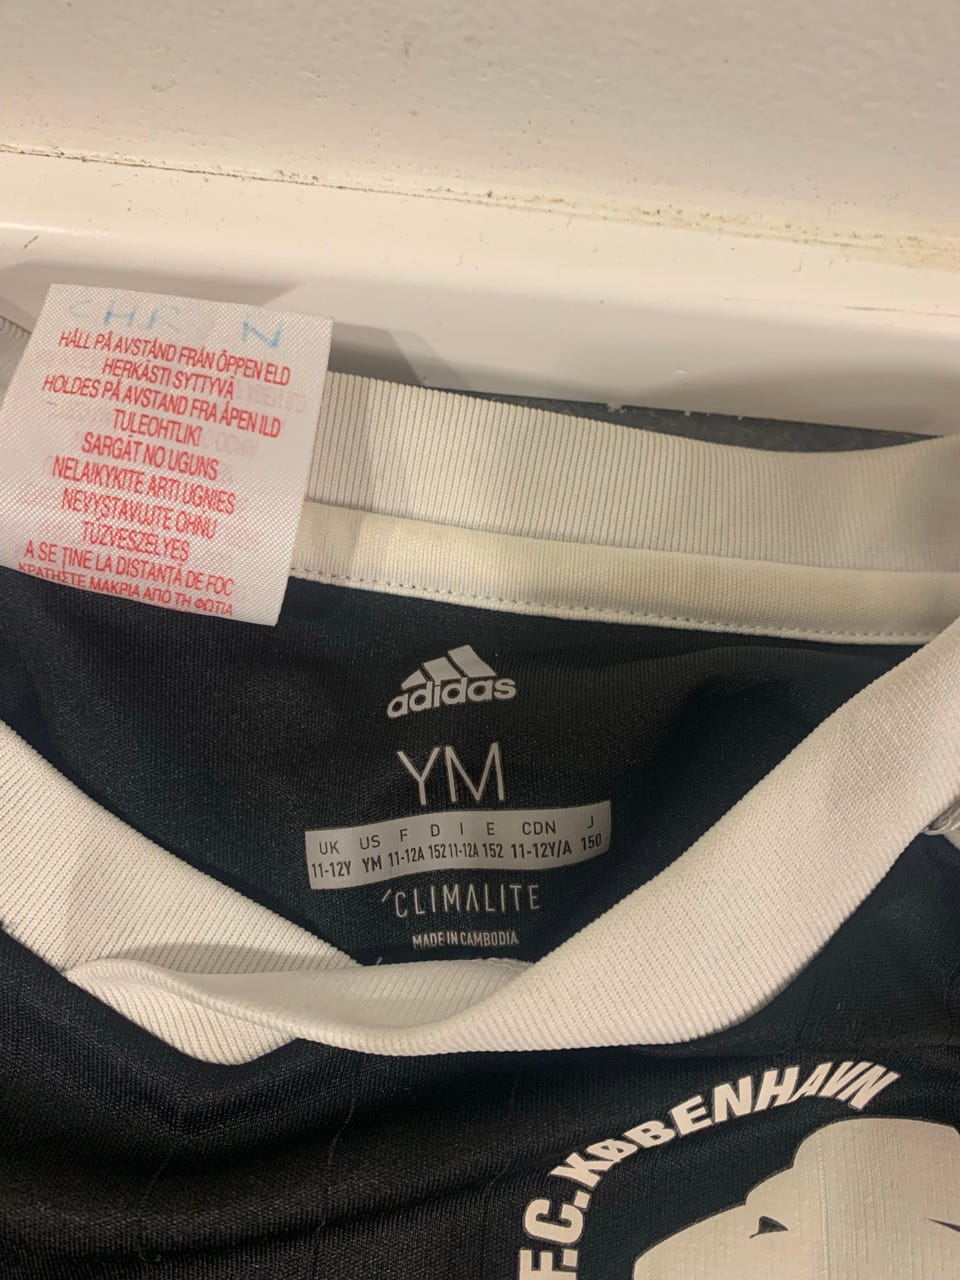 HÅLL PÅ AVSTÅND FRÅN ÖPPEN ELD
HERKÄSTI SYTTYVÄ
HOLDES PÅ AVSTAND FRA ÅPEN ILD
TULEOHTLIK!
SARGĀT NO UGUNS
NELAIKYKITE ARTI UGNIES
NEVYSTAVUJTE OHNU
TŰZVESZÉLYES
A SE ȚINE LA DISTANȚĂ DE FOC
ΚΡΑΤΗΣΤΕ ΜΑΚΡΙΑ ΑΠΟ ΤΗ ΦΩΤΙΑ
adidas
YM
UK US F D I E CDN J
11-12Y YM 11-12A 152 11-12A 152 11-12Y/A 150
CLIMALITE
MADE IN CAMBODIA
F.C. KØBENHAVN